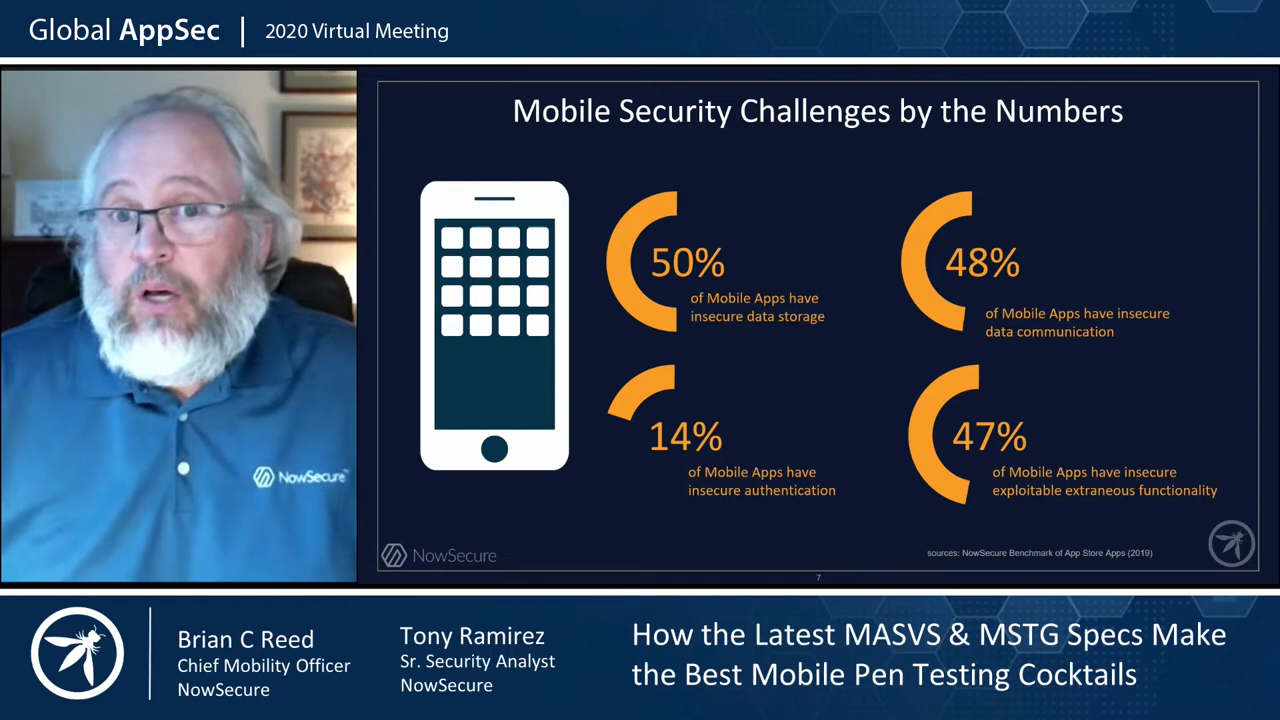 Global AppSec | 2020 Virtual Meeting
Mobile Security Challenges by the Numbers
50%
of Mobile Apps have
insecure data storage
48%
of Mobile Apps have insecure
data communication
14%
of Mobile Apps have
insecure authentication
47%
of Mobile Apps have insecure
exploitable extraneous functionality
NowSecure™
NowSecure
sources: NowSecure Benchmark of App Store Apps (2019)
7
Brian C Reed
Chief Mobility Officer
NowSecure
Tony Ramirez
Sr. Security Analyst
NowSecure
How the Latest MASVS & MSTG Specs Make
the Best Mobile Pen Testing Cocktails